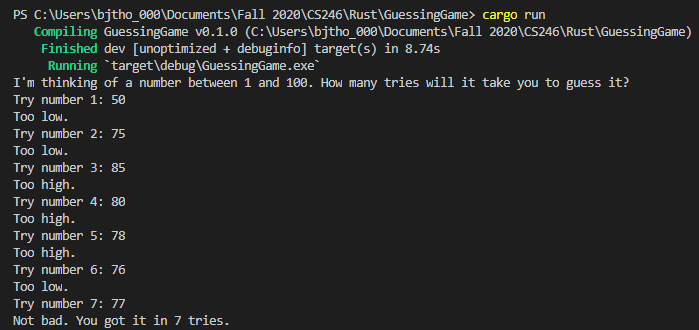 PS C:\Users\bjtho_000\Documents\Fall 2020\CS246\Rust\GuessingGame> cargo run
   Compiling GuessingGame v0.1.0 (C:\Users\bjtho_000\Documents\Fall 2020\CS246\Rust\GuessingGame)
    Finished dev [unoptimized + debuginfo] target(s) in 8.74s
     Running `target\debug\GuessingGame.exe`
I'm thinking of a number between 1 and 100. How many tries will it take you to guess it?
Try number 1: 50
Too low.
Try number 2: 75
Too low.
Try number 3: 85
Too high.
Try number 4: 80
Too high.
Try number 5: 78
Too high.
Try number 6: 76
Too low.
Try number 7: 77
Not bad. You got it in 7 tries.